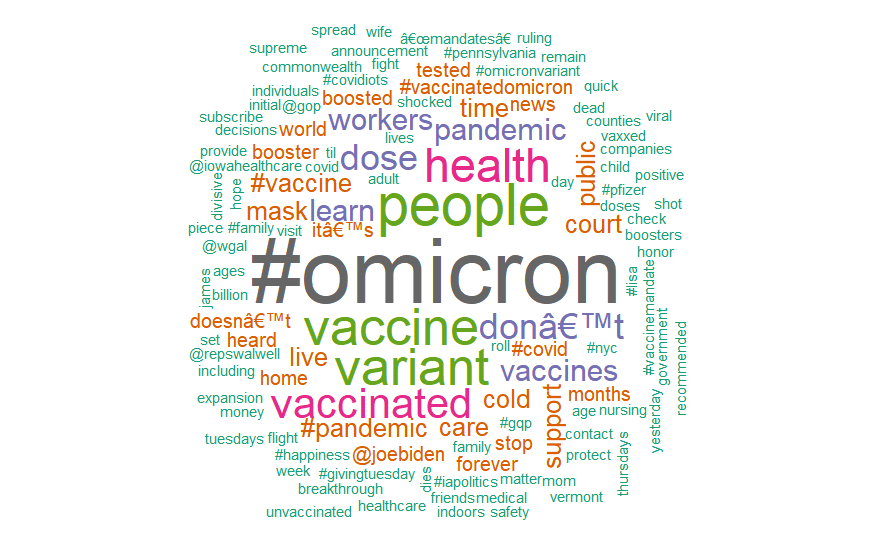 spread wife â€œmandatesâ€ ruling
supreme announcement #pennsylvania remain
commonwealth fight tested #omicronvariant
#covidiots #vaccinatedomicron quick
individuals boosted shocked time news dead
initial @gop workers pandemic counties viral
subscribe
decisions world lives vaxxed
provide booster til dose health public companies
@iowahealthcare covid adult day child positive
#vaccine people #pfizer
divisive hope mask learn doses shot
piece #family visit itâ€™s court check
boosters
@wgal honor
james ages #omicron #lisa
billion
doesnâ€™t vaccine donâ€™t #vaccinemandate government recommended
set heard roll #covid #nyc
@repswalwell live variant vaccines
including home
expansion vaccinated cold support months
money age nursing yesterday
#pandemic care #gqp
tuesdays flight family stop contact thursdays
#happiness @joebiden forever protect
week #givingtuesday dies #iapolitics matter mom
breakthrough friends medical vermont
unvaccinated healthcare indoors safety